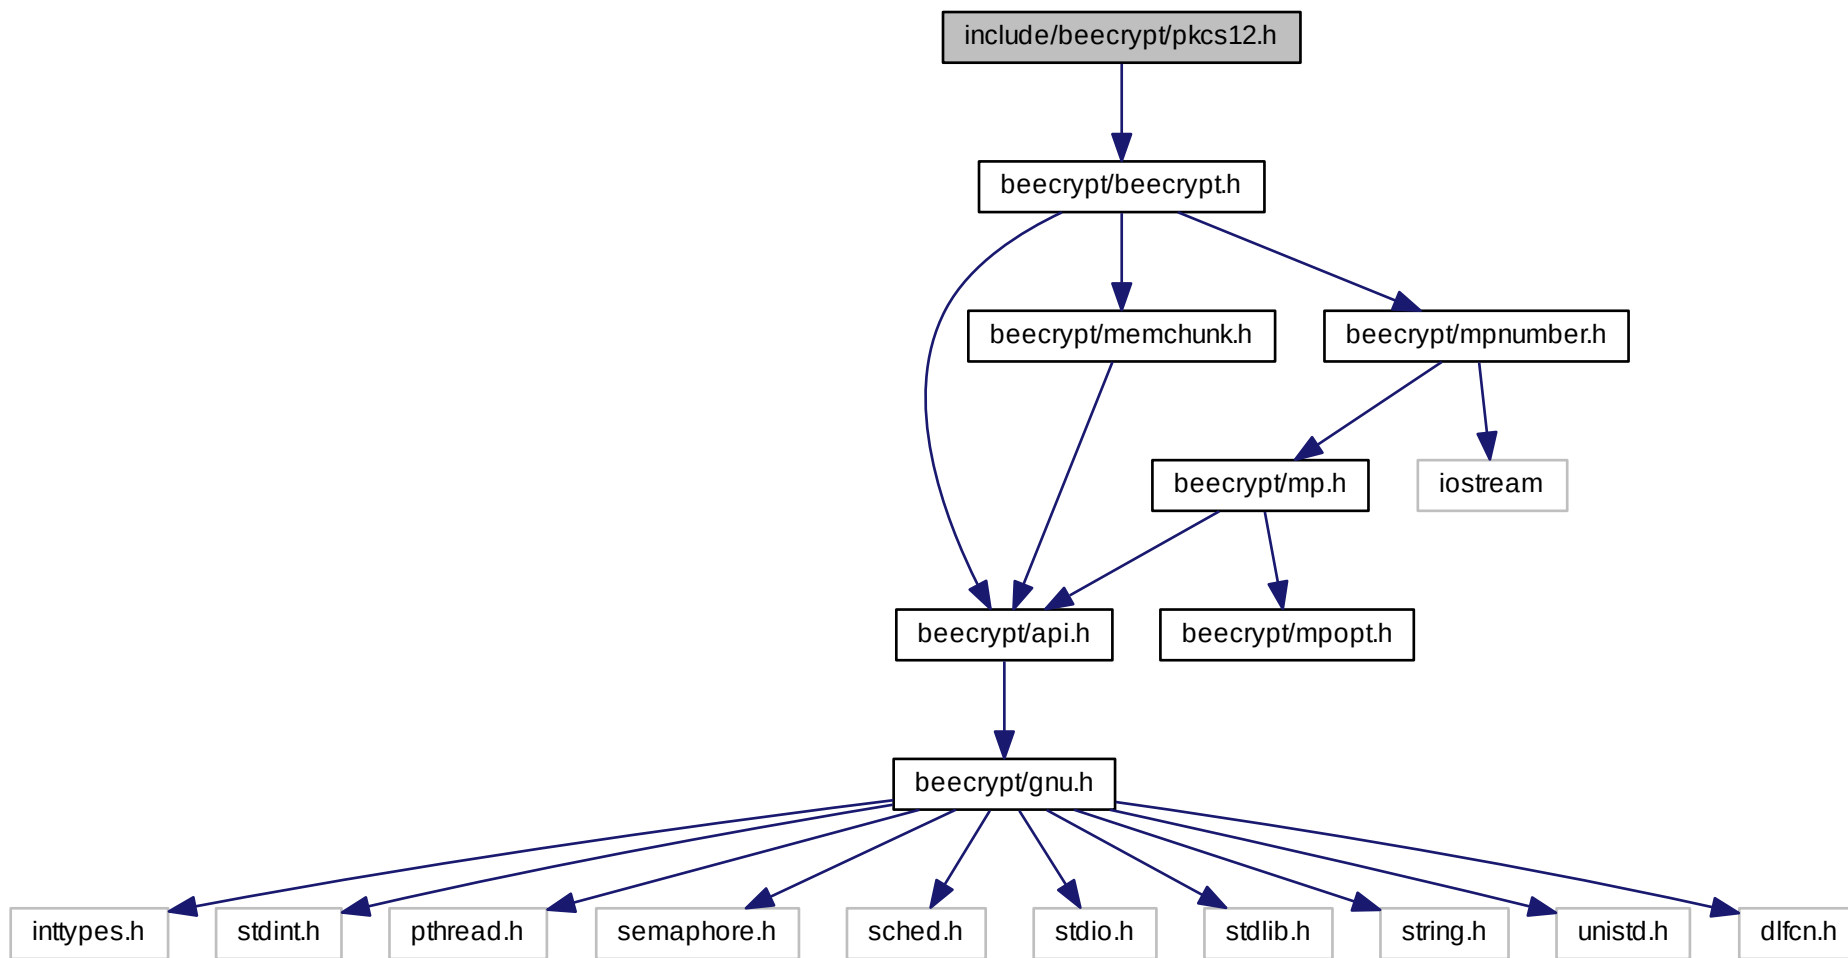 include/beecrypt/pkcs12.h
beecrypt/beecrypt.h
beecrypt/memchunk.h
beecrypt/mpnumber.h
beecrypt/mp.h
iostream
beecrypt/api.h
beecrypt/mpopt.h
beecrypt/gnu.h
inttypes.h
stdint.h
pthread.h
semaphore.h
sched.h
stdio.h
stdlib.h
string.h
unistd.h
dlfcn.h